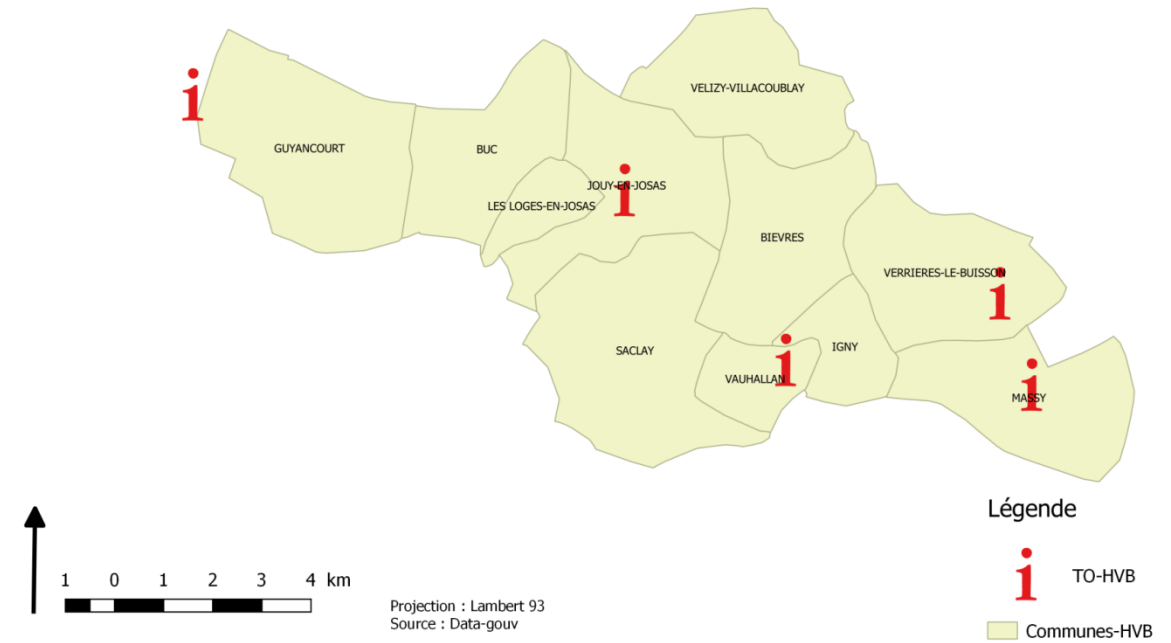 VELIZY-VILLACOUBLAY
GUYANCOURT
BUC
JOUY-EN-JOSAS
LES LOGES-EN-JOSAS
BIEVRES
VERRIERES-LE-BUISSON
SACLAY
IGNY
VAUHALLAN
MASSY
Légende
TO-HVB
Communes-HVB
1 0 1 2 3 4 km
Projection : Lambert 93
Source : Data-gouv